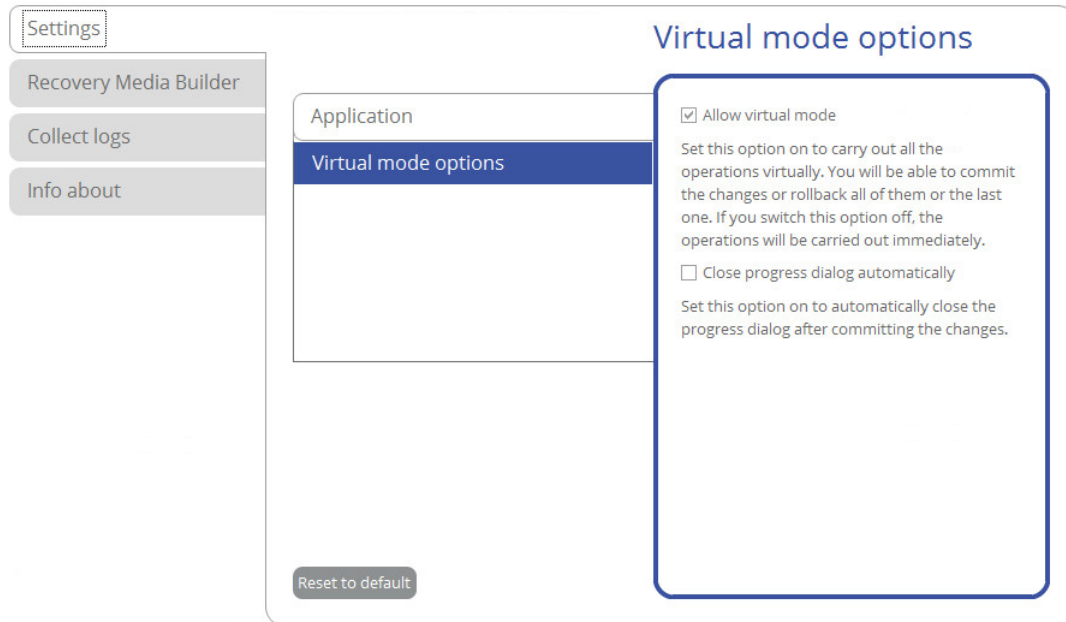 Settings
Recovery Media Builder
Collect logs
Info about
Application
Virtual mode options
Reset to default
Virtual mode options
Allow virtual mode
Set this option on to carry out all the
operations virtually. You will be able to commit
the changes or rollback all of them or the last
one. If you switch this option off, the
operations will be carried out immediately.
Close progress dialog automatically
Set this option on to automatically close the
progress dialog after committing the changes.